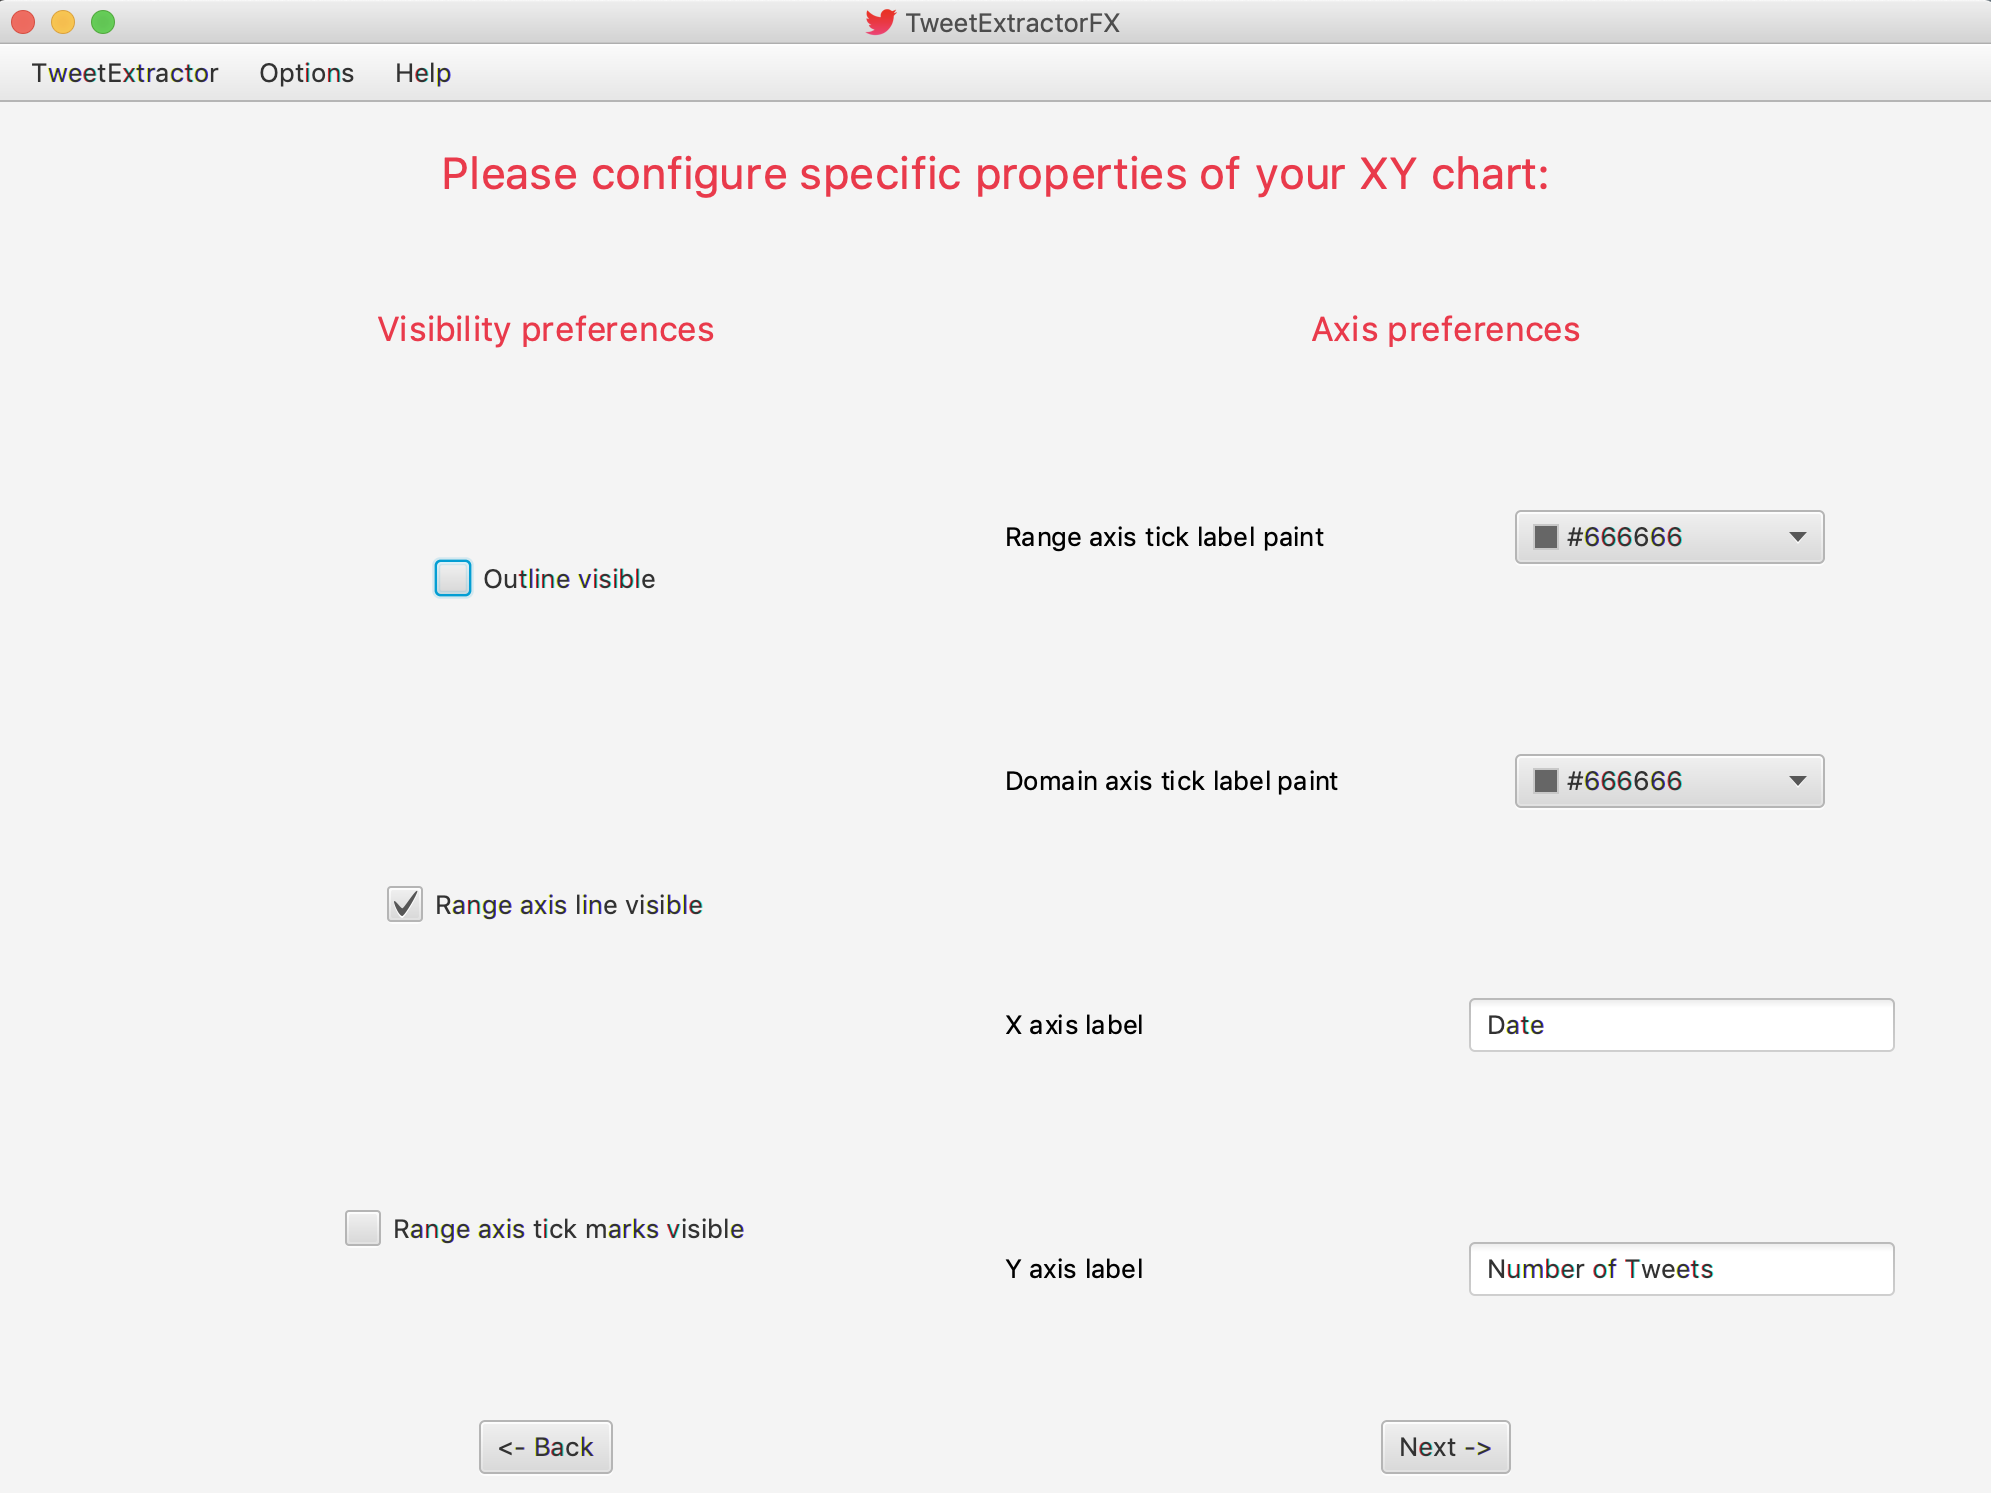 TweetExtractorFX
TweetExtractor Options Help
Please configure specific properties of your XY chart:
Visibility preferences
Outline visible
Range axis line visible
Range axis tick marks visible
Axis preferences
Range axis tick label paint #666666
Domain axis tick label paint #666666
X axis label Date
Y axis label Number of Tweets
<- Back
Next ->